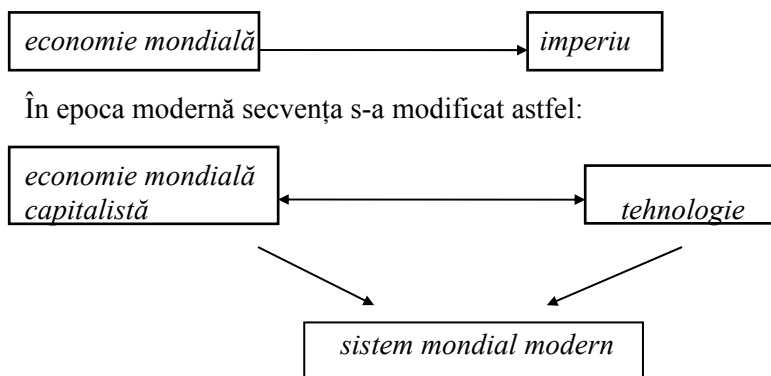 economie mondială imperiu
În epoca modernă secvența s-a modificat astfel:
economie mondială
capitalistă tehnologie
sistem mondial modern